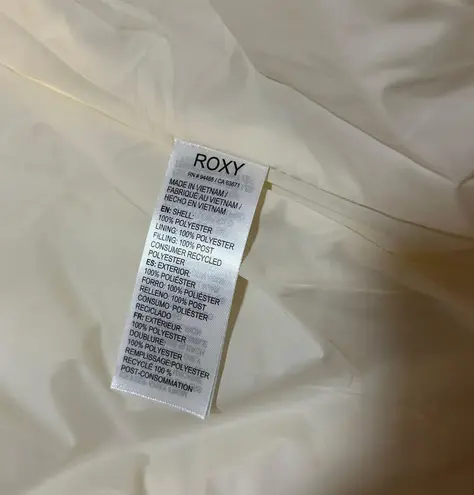 ROXY
RN # 94466 / CA 63671
MADE IN VIETNAM /
FABRIQUÉ AU VIETNAM /
HECHO EN VIETNAM
EN: SHELL:
100% POLYESTER
LINING: 100% POLYESTER
FILLING: 100% POST
CONSUMER RECYCLED
POLYESTER
ES: EXTERIOR:
100% POLIÉSTER
FORRO: 100% POLIÉSTER
RELLENO: 100% POST
CONSUMO POLIÉSTER
RECICLADO
FR: EXTÉRIEUR:
100% POLYESTER
DOUBLURE:
100% POLYESTER
REMPLISSAGE:POLYESTER
RECYCLÉ 100 %
POST-CONSOMMATION